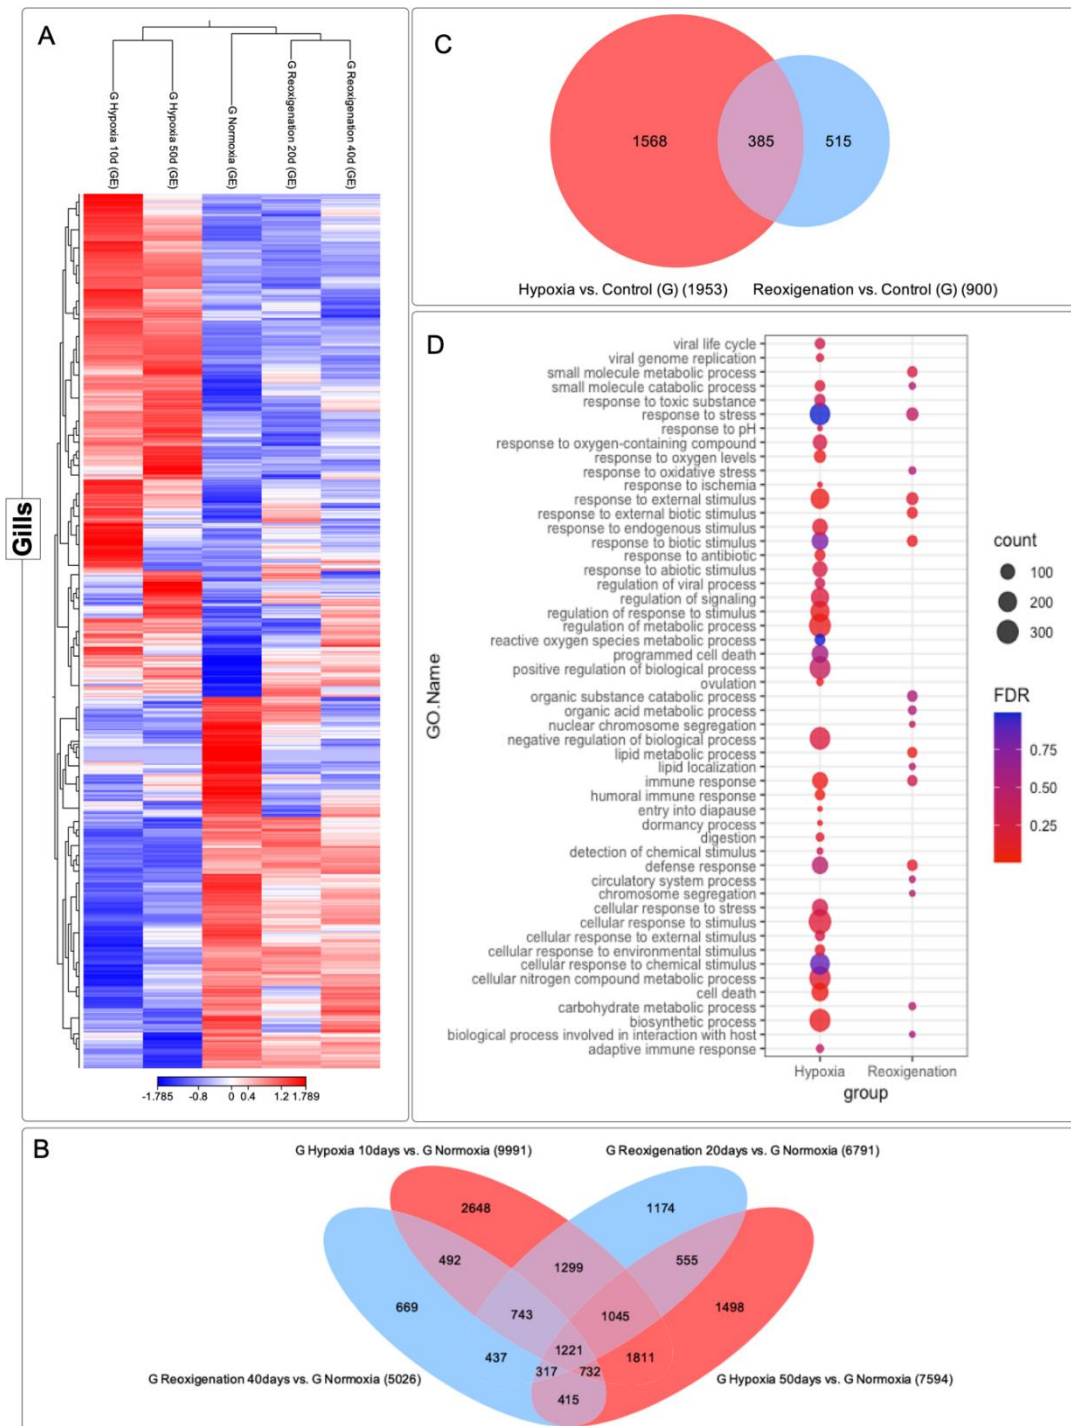 A
G Hypoxia 10d (GE)
G Hypoxia 50d (GE)
G Normoxia (GE)
G Reoxigenation 20d (GE)
G Reoxigenation 40d (GE)
Gills
-1.785 -0.8 0 0.4 1.2 1.789
C
1568 385 515
Hypoxia vs. Control (G) (1953) Reoxigenation vs. Control (G) (900)
D
GO.Name
viral life cycle
viral genome replication
small molecule metabolic process
small molecule catabolic process
response to toxic substance
response to stress
response to pH
response to oxygen-containing compound
response to oxygen levels
response to oxidative stress
response to ischemia
response to external stimulus
response to external biotic stimulus
response to endogenous stimulus
response to biotic stimulus
response to antibiotic
response to abiotic stimulus
regulation of viral process
regulation of signaling
regulation of response to stimulus
regulation of metabolic process
reactive oxygen species metabolic process
programmed cell death
positive regulation of biological process
ovulation
organic substance catabolic process
organic acid metabolic process
nuclear chromosome segregation
negative regulation of biological process
lipid metabolic process
lipid localization
immune response
humoral immune response
entry into diapause
dormancy process
digestion
detection of chemical stimulus
defense response
circulatory system process
chromosome segregation
cellular response to stress
cellular response to stimulus
cellular response to external stimulus
cellular response to environmental stimulus
cellular response to chemical stimulus
cellular nitrogen compound metabolic process
cell death
carbohydrate metabolic process
biosynthetic process
biological process involved in interaction with host
adaptive immune response
Hypoxia Reoxigenation
group
count
100
200
300
FDR
0.75
0.50
0.25
B
G Hypoxia 10days vs. G Normoxia (9991) G Reoxigenation 20days vs. G Normoxia (6791)
2648 1174
492 1299 555
669 743 1045 1498
437 1221 1811
317 732
415
G Reoxigenation 40days vs. G Normoxia (5026) G Hypoxia 50days vs. G Normoxia (7594)